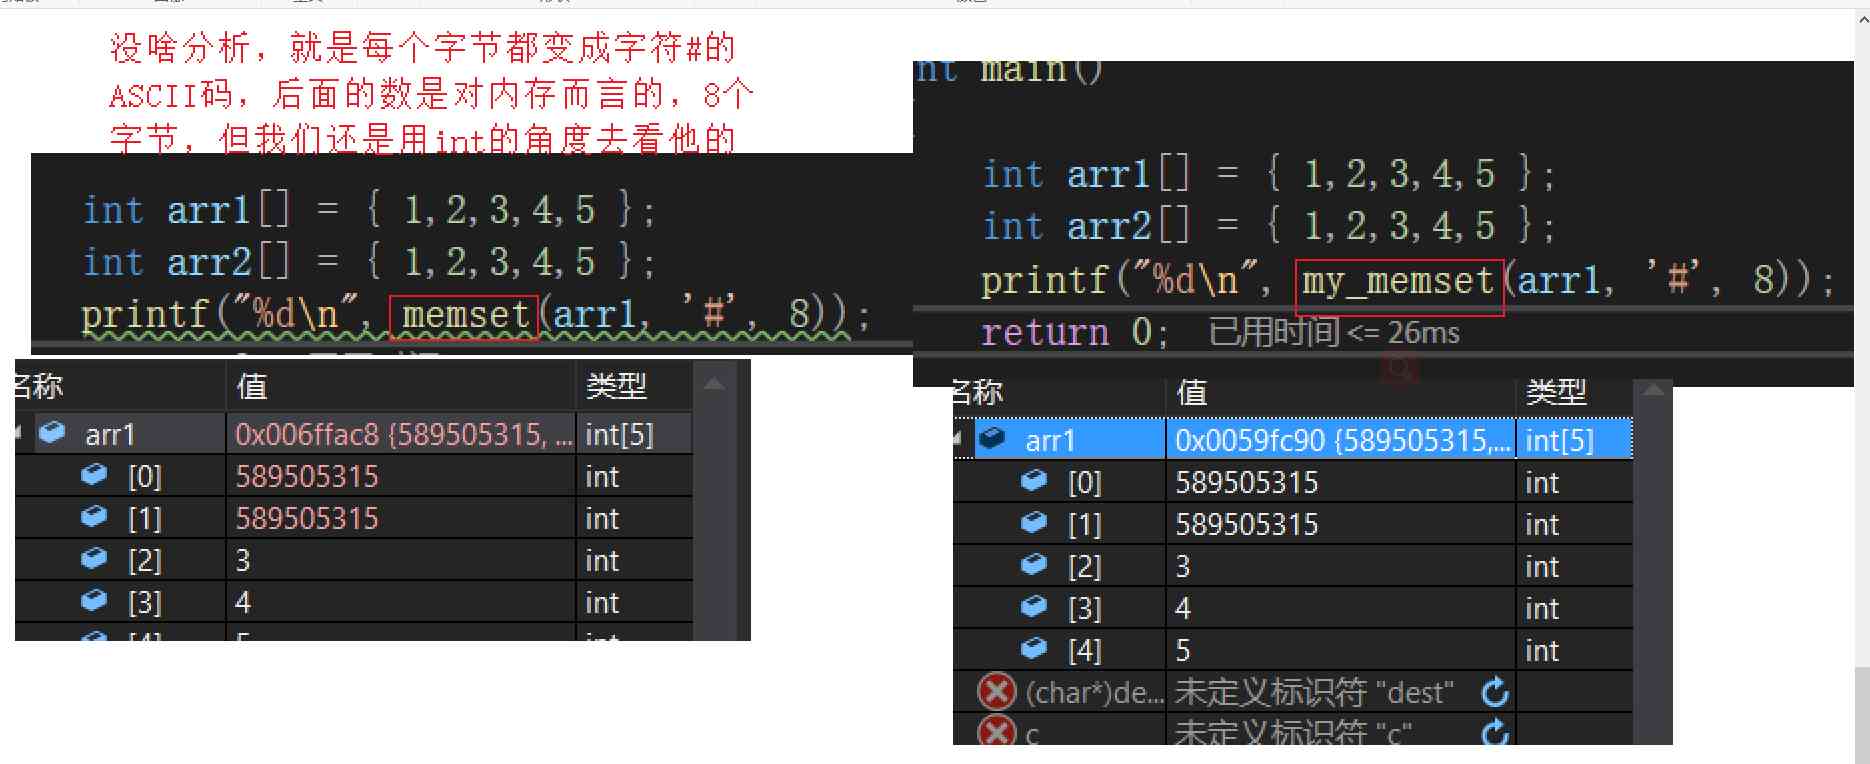 没啥分析，就是每个字节都变成字符#的
ASCII码，后面的数是对内存而言的，8个
字节，但我们还是用int的角度去看他的
int arr1[] = { 1,2,3,4,5 };
int arr2[] = { 1,2,3,4,5 };
printf("%d\n", memset(arr1, '#', 8));
名称 值 类型
arr1 0x006ffac8 {589505315, ... int[5]
[0] 589505315 int
[1] 589505315 int
[2] 3 int
[3] 4 int
[4] 5 int
nt main()
int arr1[] = { 1,2,3,4,5 };
int arr2[] = { 1,2,3,4,5 };
printf("%d\n", my_memset(arr1, '#', 8));
return 0; 已用时间 <= 26ms
名称 值 类型
arr1 0x0059fc90 {589505315,... int[5]
[0] 589505315 int
[1] 589505315 int
[2] 3 int
[3] 4 int
[4] 5 int
(char*)de... 未定义标识符 "dest"
c 未定义标识符 "c"